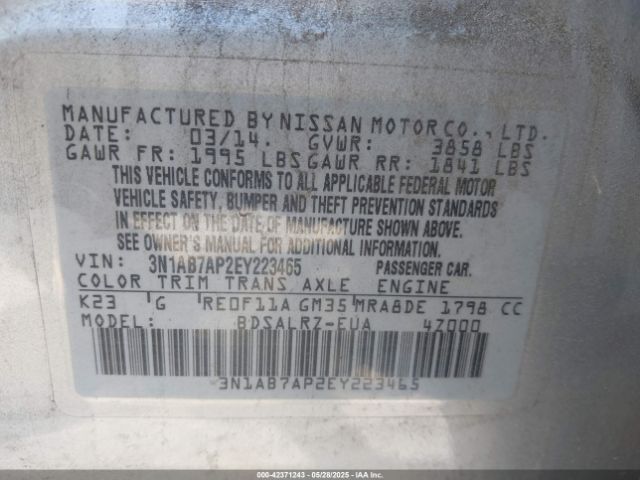 MANUFACTURED BY NISSAN MOTOR CO., LTD.
DATE: 03/14. GVWR: 3858 LBS
GAWR FR: 1995 LBS GAWR RR: 1841 LBS
THIS VEHICLE CONFORMS TO ALL APPLICABLE FEDERAL MOTOR
VEHICLE SAFETY, BUMPER AND THEFT PREVENTION STANDARDS
IN EFFECT ON THE DATE OF MANUFACTURE SHOWN ABOVE.
SEE OWNER'S MANUAL FOR ADDITIONAL INFORMATION.
VIN: 3N1AB7AP2EY223465 PASSENGER CAR.
COLOR TRIM TRANS AXLE ENGINE
K23 G RE0F11A GM35 MRA8DE 1798 CC
MODEL: BDSALRZ-EUA 4Z000
3N1AB7AP2EY223465
000-42371243 05/28/2025 IAAI.COM